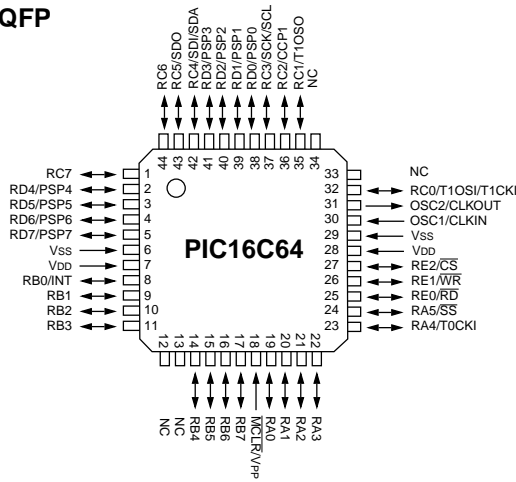 QFP
RC6
RC5/SDO
RC4/SDI/SDA
RD3/PSP3
RD2/PSP2
RD1/PSP1
RD0/PSP0
RC3/SCK/SCL
RC2/CCP1
RC1/T1OSO
NC
44
43
42
41
40
39
38
37
36
35
34
RC7 1
RD4/PSP4 2
RD5/PSP5 3
RD6/PSP6 4
RD7/PSP7 5
VSS 6
VDD 7
RB0/INT 8
RB1 9
RB2 10
RB3 11
PIC16C64
33 NC
32 RC0/T1OSI/T1CKI
31 OSC2/CLKOUT
30 OSC1/CLKIN
29 VSS
28 VDD
27 RE2/CS
26 RE1/WR
25 RE0/RD
24 RA5/SS
23 RA4/T0CKI
12
13
14
15
16
17
18
19
20
21
22
NC
NC
RB4
RB5
RB6
RB7
MCLR/VPP
RA0
RA1
RA2
RA3